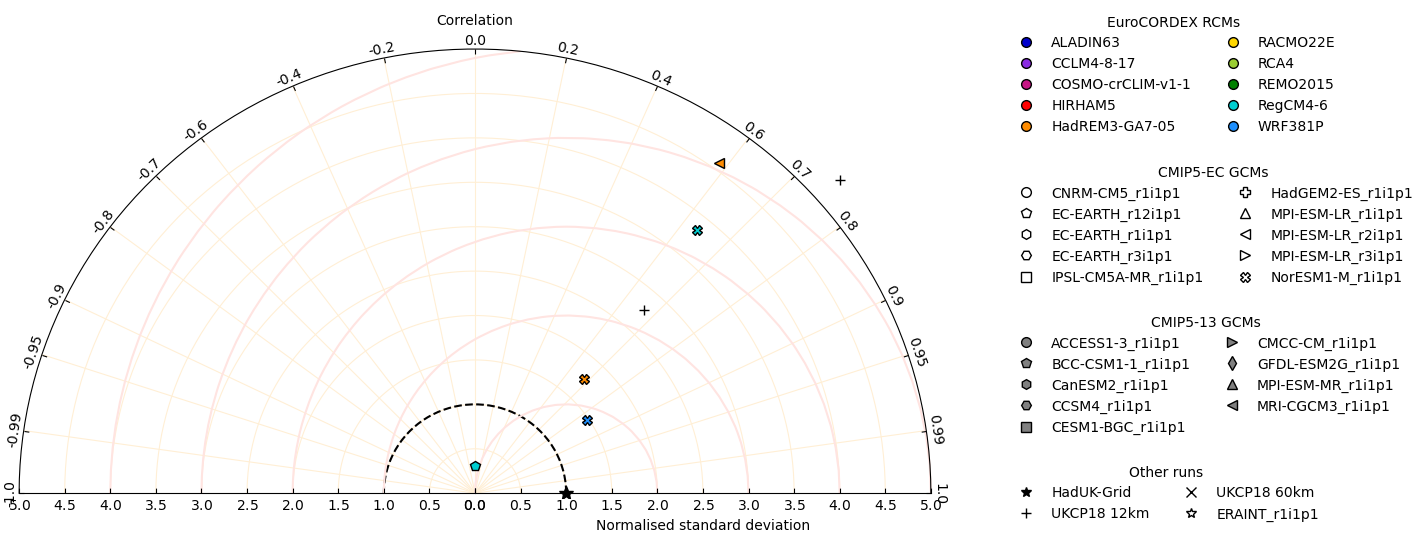 Correlation
0.0
-0.2 0.2
-0.4 0.4
-0.6 0.6
-0.7 0.7
-0.8 0.8
-0.9 0.9
-0.95 0.95
-0.99 0.99
-1.0 1.0
5.0 4.5 4.0 3.5 3.0 2.5 2.0 1.5 1.0 0.5 0.0 0.5 1.0 1.5 2.0 2.5 3.0 3.5 4.0 4.5 5.0
Normalised standard deviation
EuroCORDEX RCMs
ALADIN63 RACMO22E
CCLM4-8-17 RCA4
COSMO-crCLIM-v1-1 REMO2015
HIRHAM5 RegCM4-6
HadREM3-GA7-05 WRF381P
CMIP5-EC GCMs
CNRM-CM5_r1i1p1 HadGEM2-ES_r1i1p1
EC-EARTH_r12i1p1 MPI-ESM-LR_r1i1p1
EC-EARTH_r1i1p1 MPI-ESM-LR_r2i1p1
EC-EARTH_r3i1p1 MPI-ESM-LR_r3i1p1
IPSL-CM5A-MR_r1i1p1 NorESM1-M_r1i1p1
CMIP5-13 GCMs
ACCESS1-3_r1i1p1 CMCC-CM_r1i1p1
BCC-CSM1-1_r1i1p1 GFDL-ESM2G_r1i1p1
CanESM2_r1i1p1 MPI-ESM-MR_r1i1p1
CCSM4_r1i1p1 MRI-CGCM3_r1i1p1
CESM1-BGC_r1i1p1
Other runs
HadUK-Grid UKCP18 60km
UKCP18 12km ERAINT_r1i1p1